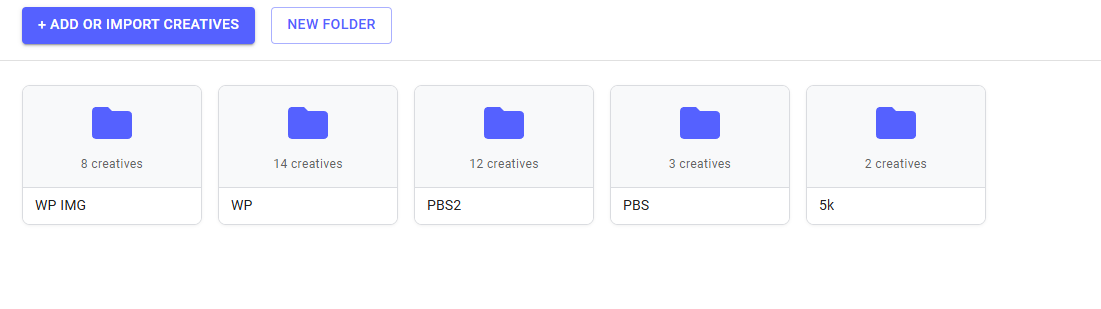 + ADD OR IMPORT CREATIVES
NEW FOLDER
8 creatives
WP IMG
14 creatives
WP
12 creatives
PBS2
3 creatives
PBS
2 creatives
5k